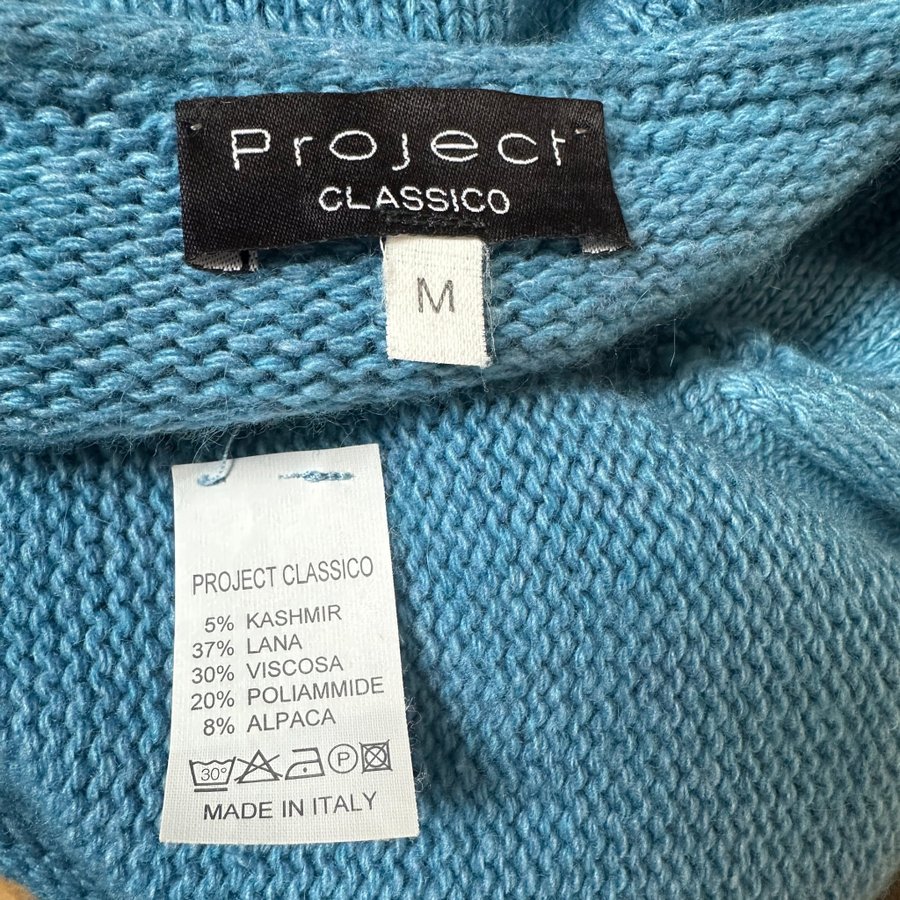 Project
CLASSICO
M
PROJECT CLASSICO
5% KASHMIR
37% LANA
30% VISCOSA
20% POLIAMMIDE
8% ALPACA
30° P
MADE IN ITALY